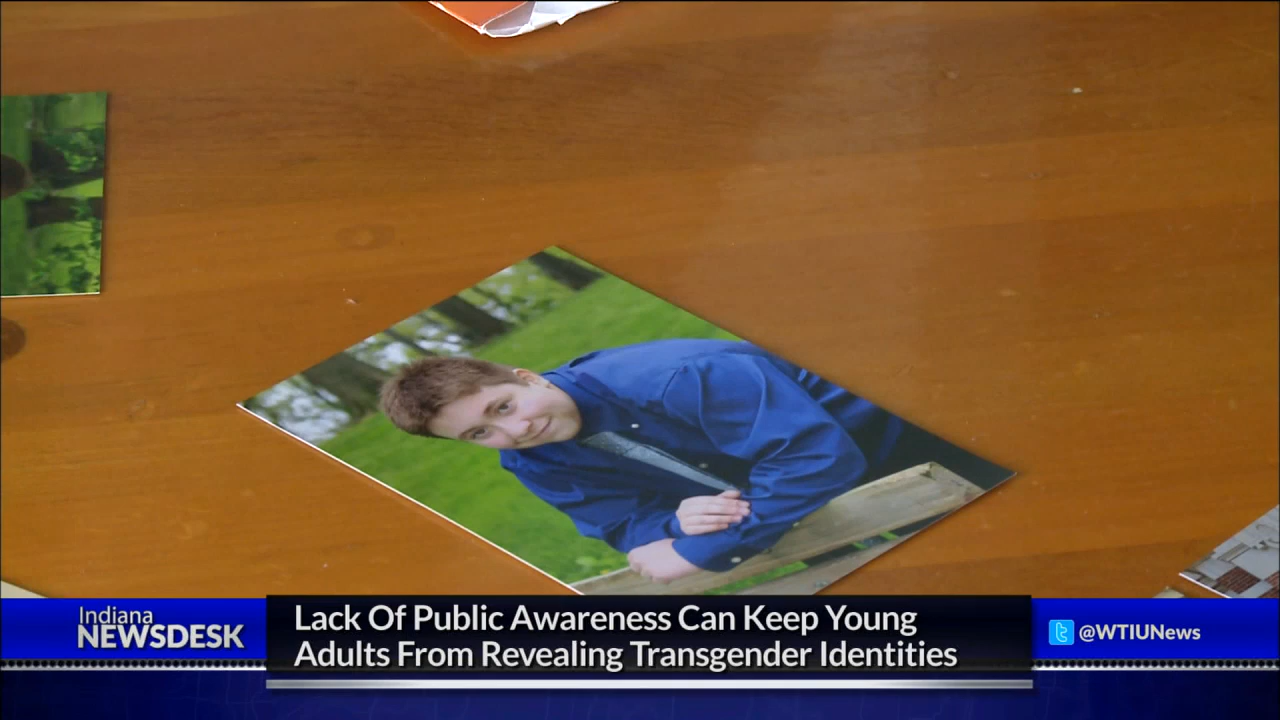 Indiana
NEWSDESK
Lack Of Public Awareness Can Keep Young
Adults From Revealing Transgender Identities
@WTIUNews